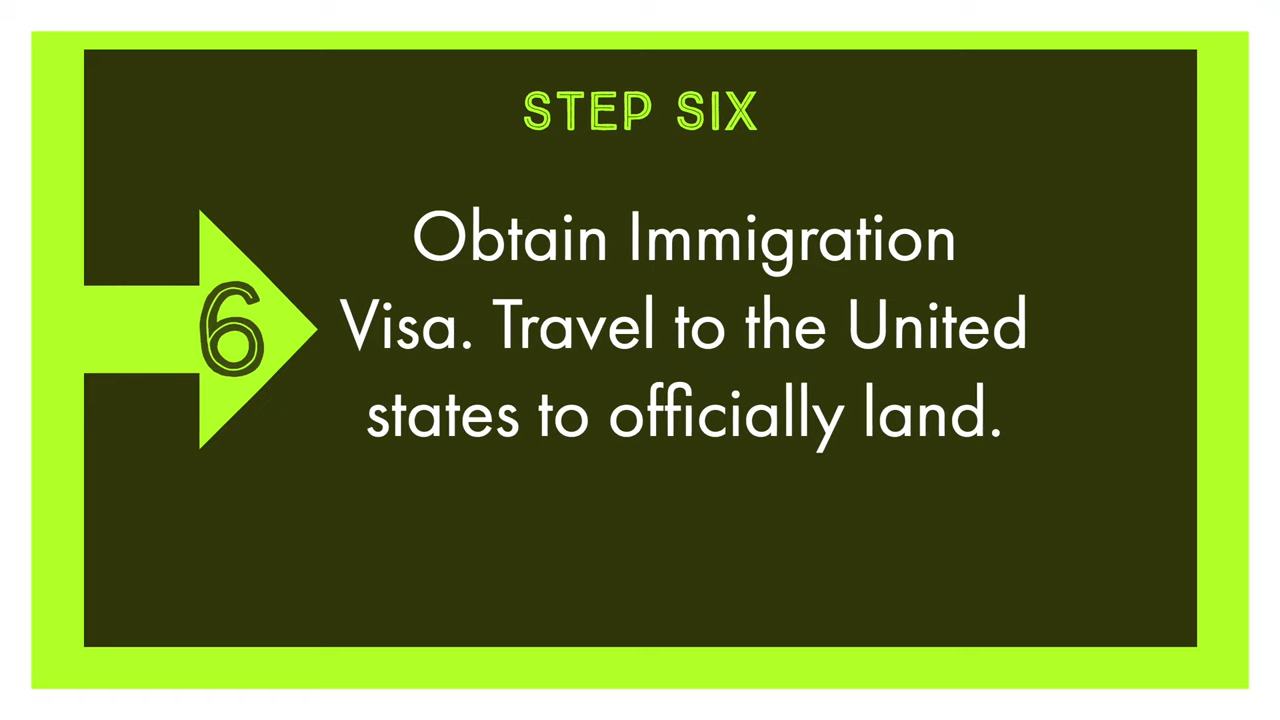 STEP SIX
6
Obtain Immigration
Visa. Travel to the United
states to officially land.